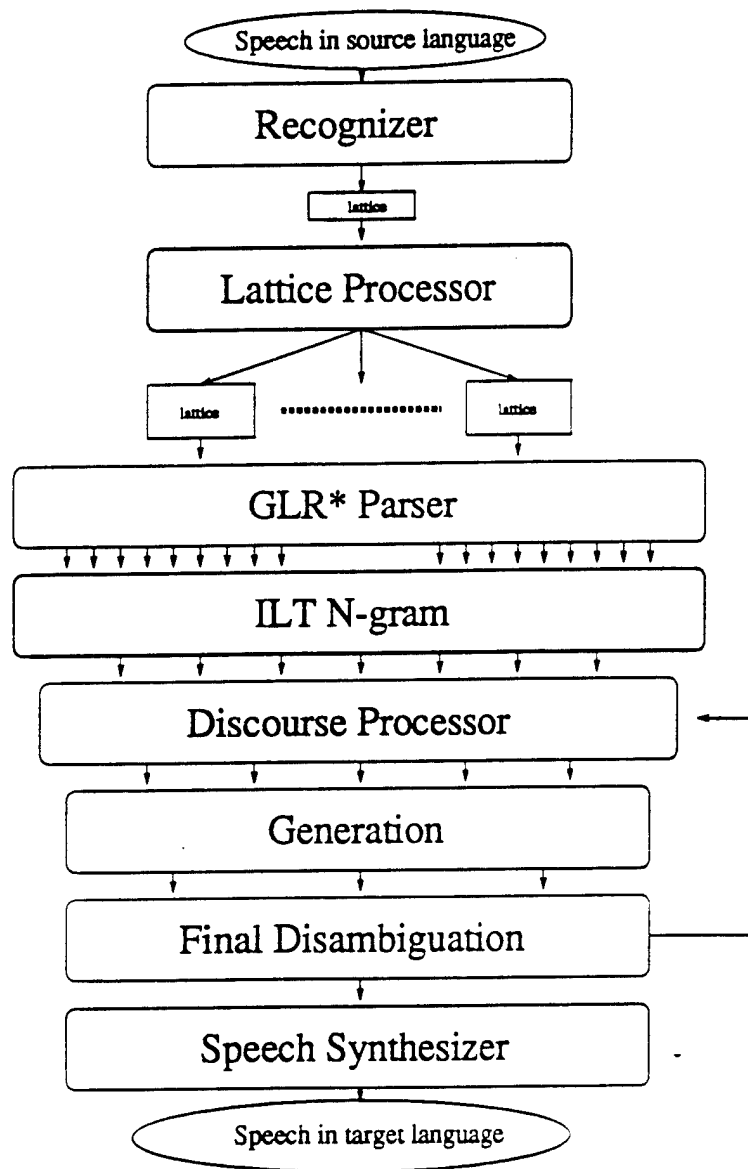 Speech in source language
Recognizer
lattice
Lattice Processor
lattice
lattice
GLR* Parser
ILT N-gram
Discourse Processor
Generation
Final Disambiguation
Speech Synthesizer
Speech in target language